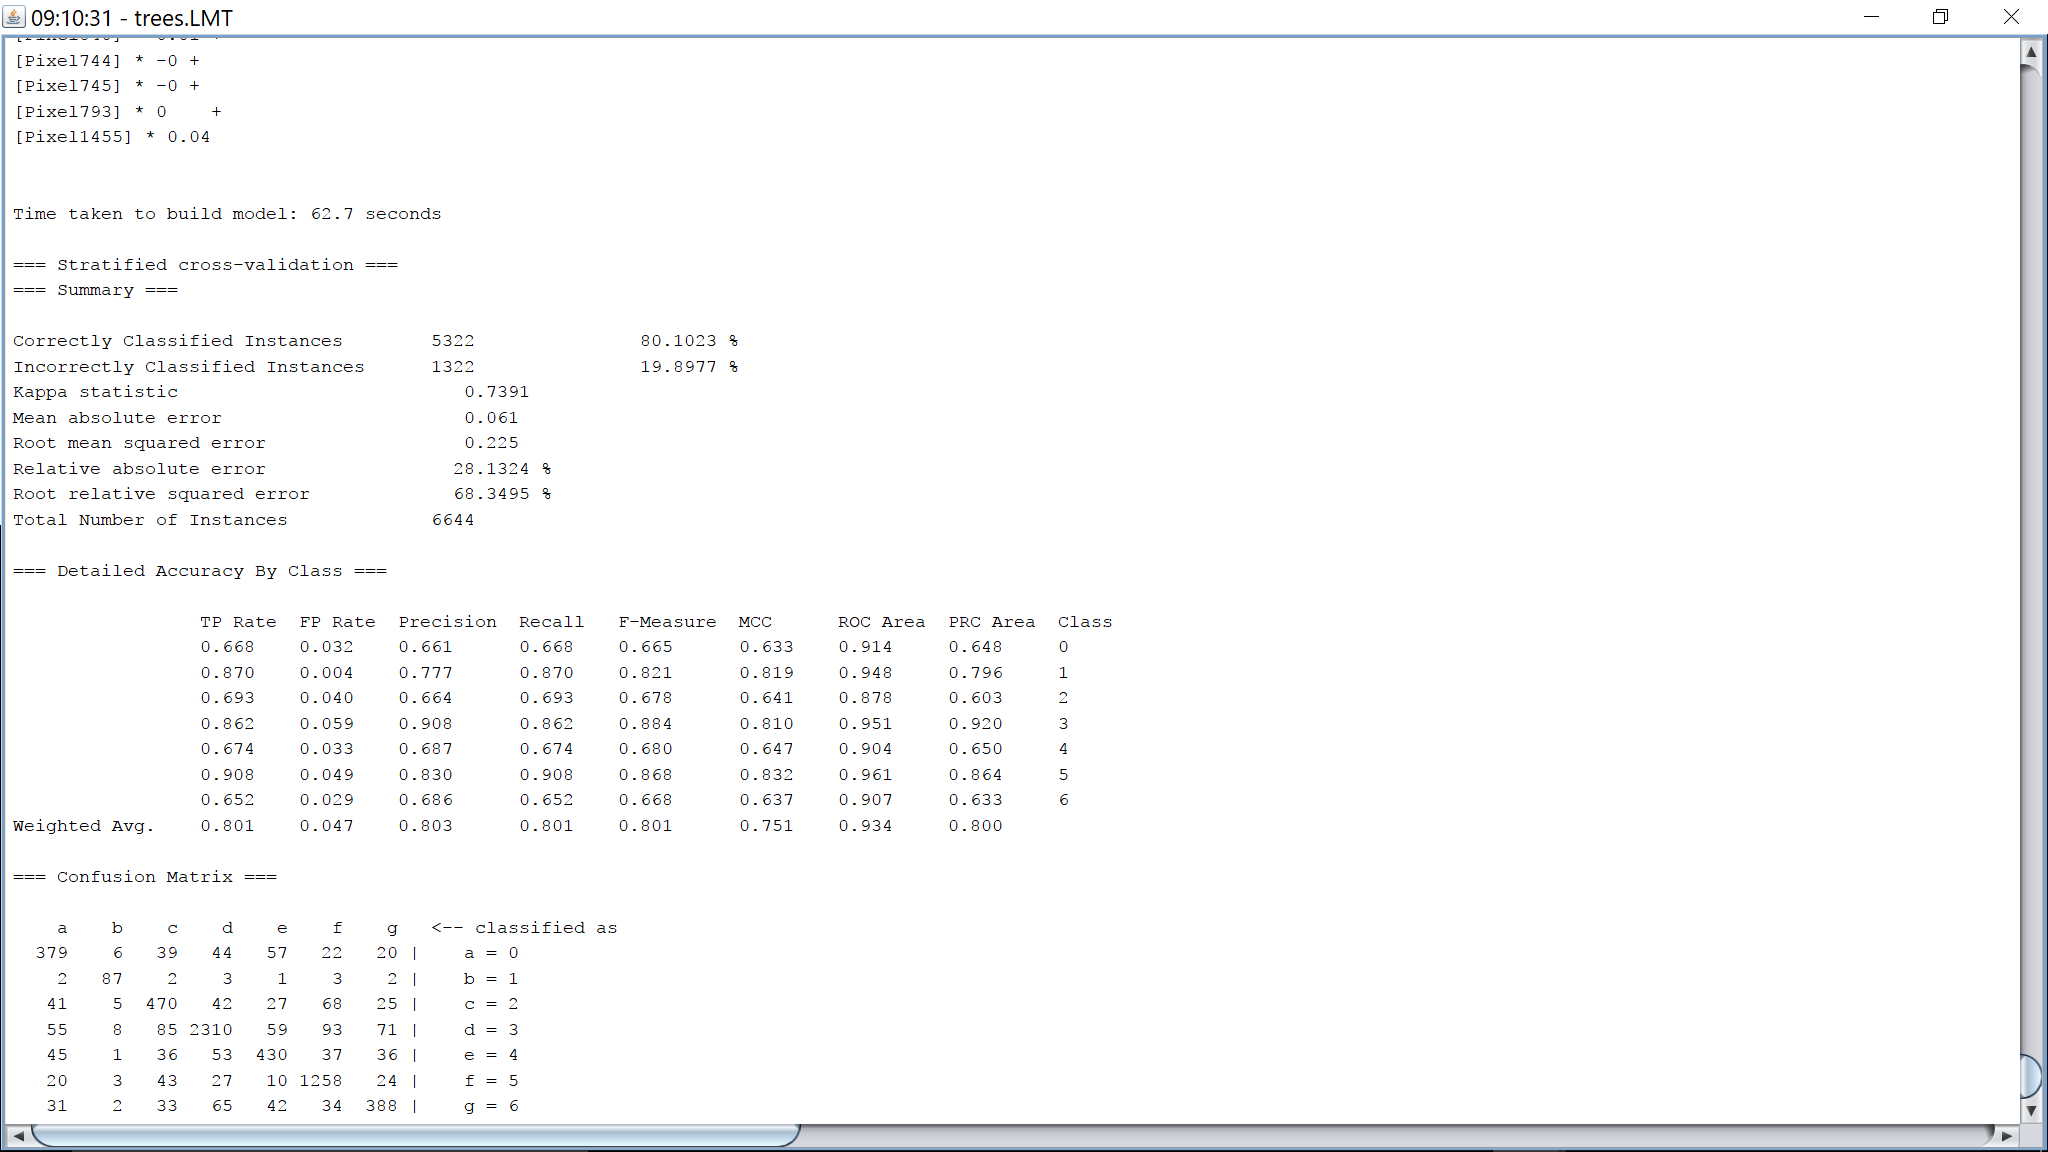 09:10:31 - trees.LMT
[Pixel744] * -0 +
[Pixel745] * -0 +
[Pixel793] * 0 +
[Pixel1455] * 0.04
Time taken to build model: 62.7 seconds
=== Stratified cross-validation ===
=== Summary ===
Correctly Classified Instances 5322 80.1023 %
Incorrectly Classified Instances 1322 19.8977 %
Kappa statistic 0.7391
Mean absolute error 0.061
Root mean squared error 0.225
Relative absolute error 28.1324 %
Root relative squared error 68.3495 %
Total Number of Instances 6644
=== Detailed Accuracy By Class ===
TP Rate FP Rate Precision Recall F-Measure MCC ROC Area PRC Area Class
0.668 0.032 0.661 0.668 0.665 0.633 0.914 0.648 0
0.870 0.004 0.777 0.870 0.821 0.819 0.948 0.796 1
0.693 0.040 0.664 0.693 0.678 0.641 0.878 0.603 2
0.862 0.059 0.908 0.862 0.884 0.810 0.951 0.920 3
0.674 0.033 0.687 0.674 0.680 0.647 0.904 0.650 4
0.908 0.049 0.830 0.908 0.868 0.832 0.961 0.864 5
0.652 0.029 0.686 0.652 0.668 0.637 0.907 0.633 6
Weighted Avg. 0.801 0.047 0.803 0.801 0.801 0.751 0.934 0.800
=== Confusion Matrix ===
a b c d e f g <-- classified as
379 6 39 44 57 22 20 | a = 0
2 87 2 3 1 3 2 | b = 1
41 5 470 42 27 68 25 | c = 2
55 8 85 2310 59 93 71 | d = 3
45 1 36 53 430 37 36 | e = 4
20 3 43 27 10 1258 24 | f = 5
31 2 33 65 42 34 388 | g = 6